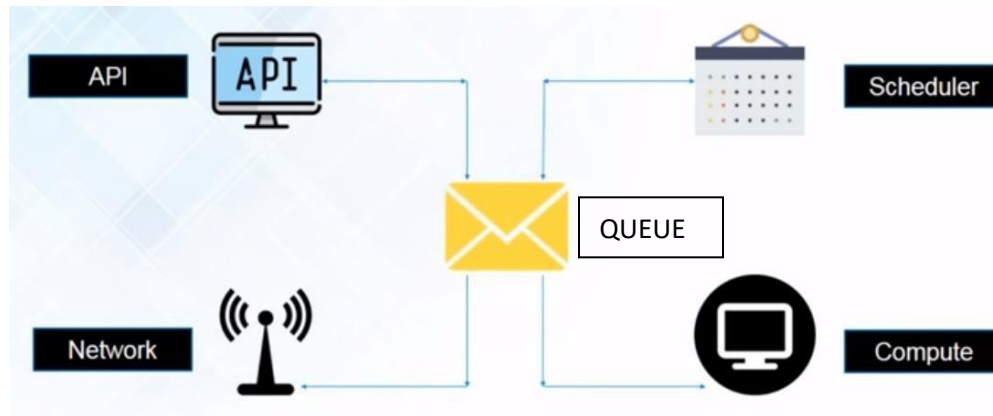 API
API
Scheduler
QUEUE
Network
Compute